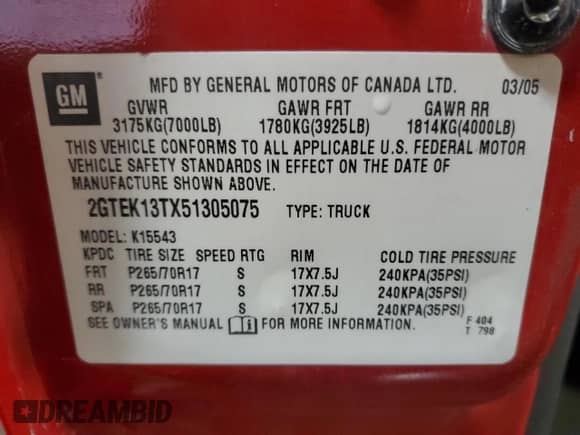 GM ®
MFD BY GENERAL MOTORS OF CANADA LTD. 03/05
GVWR GAWR FRT GAWR RR
3175KG(7000LB) 1780KG(3925LB) 1814KG(4000LB)
THIS VEHICLE CONFORMS TO ALL APPLICABLE U.S. FEDERAL MOTOR
VEHICLE SAFETY STANDARDS IN EFFECT ON THE DATE OF
MANUFACTURE SHOWN ABOVE.
2GTEK13TX51305075 TYPE: TRUCK
MODEL: K15543
KPDC TIRE SIZE SPEED RTG RIM COLD TIRE PRESSURE
FRT P265/70R17 S 17X7.5J 240KPA(35PSI)
RR P265/70R17 S 17X7.5J 240KPA(35PSI)
SPA P265/70R17 S 17X7.5J 240KPA(35PSI)
SEE OWNER'S MANUAL FOR MORE INFORMATION. F 404
T 798
DREAMBID